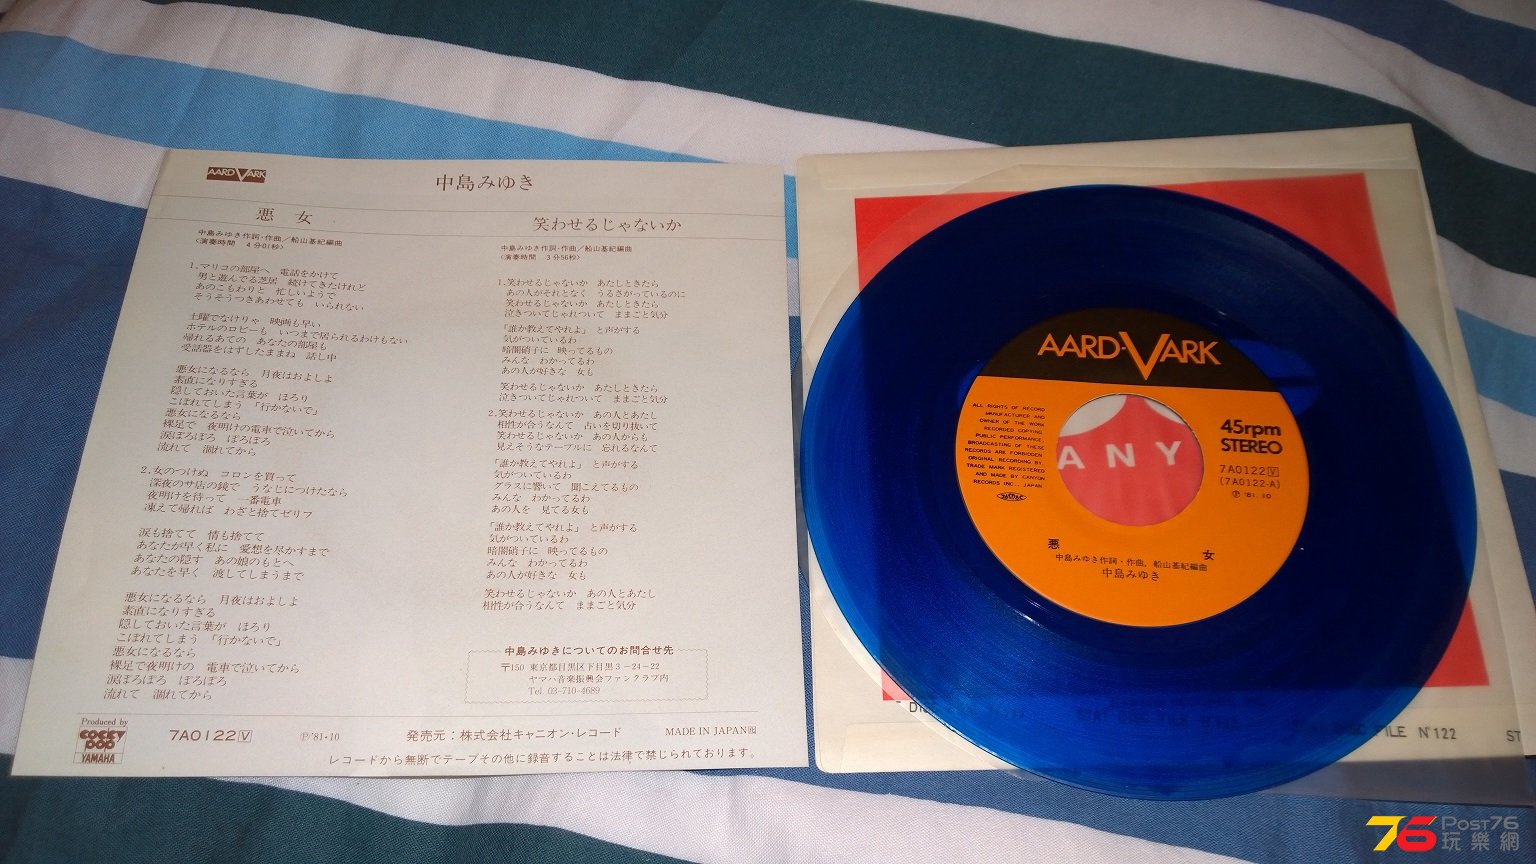 AARD VARK
中島みゆき
悪 女
中島みゆき作詞・作曲／船山基紀編曲
〈演奏時間 4分01秒〉
1.マリコの部屋へ 電話をかけて
男と遊んでる芝居 続けてきたけれど
あのこもわりと 忙しいようで
そうそうつきあわせても いられない
土曜でなけりゃ 映画も早い
ホテルのロビーも いつまで居られるわけもない
帰れるあての あなたの部屋も
受話器をはずしたままね 話し中
悪女になるなら 月夜はおよしよ
素直になりすぎる
隠しておいた言葉が ほろり
こぼれてしまう 「行かないで」
悪女になるなら
裸足で 夜明けの電車で泣いてから
涙ぽろぽろ ぽろぽろ
流れて 涸れてから
2.女のつけぬ コロンを買って
深夜のサ店の鏡で うなじにつけたなら
夜明けを待って 一番電車
凍えて帰れば わざと捨てゼリフ
涙も捨てて 情も捨てて
あなたが早く私に 愛想を尽かすまで
あなたの隠す あの娘のもとへ
あなたを早く 渡してしまうまで
悪女になるなら 月夜はおよしよ
素直になりすぎる
隠しておいた言葉が ほろり
こぼれてしまう 「行かないで」
悪女になるなら
裸足で夜明けの 電車で泣いてから
涙ぽろぽろ ぽろぽろ
流れて 涸れてから
笑わせるじゃないか
中島みゆき作詞・作曲／船山基紀編曲
〈演奏時間 3分56秒〉
1.笑わせるじゃないか あたしときたら
あの人がそれとなく うるさがっているのに
笑わせるじゃないか あたしときたら
泣きついてじゃれついて ままごと気分
「誰か教えてやれよ」 と声がする
気がついているわ
暗闇硝子に 映ってるもの
みんな わかってるわ
あの人が好きな 女も
笑わせるじゃないか あたしときたら
泣きついてじゃれついて ままごと気分
2.笑わせるじゃないか あの人とあたし
相性が合うなんて 占いを切り抜いて
笑わせるじゃないか あの人からも
見えそうなテーブルに 忘れるなんて
「誰か教えてやれよ」 と声がする
気がついているわ
グラスに響いて 聞こえてるもの
みんな わかってるわ
あの人を 見てる女も
「誰か教えてやれよ」 と声がする
気がついているわ
暗闇硝子に 映ってるもの
みんな わかってるわ
あの人が好きな 女も
笑わせるじゃないか あの人とあたし
相性が合うなんて ままごと気分
中島みゆきについてのお問合せ先
〒150 東京都目黒区下目黒3−24−22
ヤマハ音楽振興会ファンクラブ内
Tel. 03-710-4689
Produced by
COCKY POP
YAMAHA
7A0122 V
Ⓟ'81・10
発売元：株式会社キャニオン・レコード
MADE IN JAPAN
レコードから無断でテープその他に録音することは法律で禁じられております。
AARD-VARK
ALL RIGHTS OF RECORD
MANUFACTURER AND
OWNER OF THE WORK
RECORDED COPYING,
PUBLIC PERFORMANCE,
BROADCASTING OF THESE
RECORDS ARE FORBIDDEN
ORIGINAL RECORDING BY,
TRADE MARK REGISTERED
AND MADE BY CANYON
RECORDS INC., JAPAN.
45rpm
STEREO
7A0122 V
(7A0122-A)
Ⓟ '81. 10
ANY
悪 女
中島みゆき作詞・作曲, 船山基紀編曲
中島みゆき
FILE N°122
ST
Post76
玩樂網